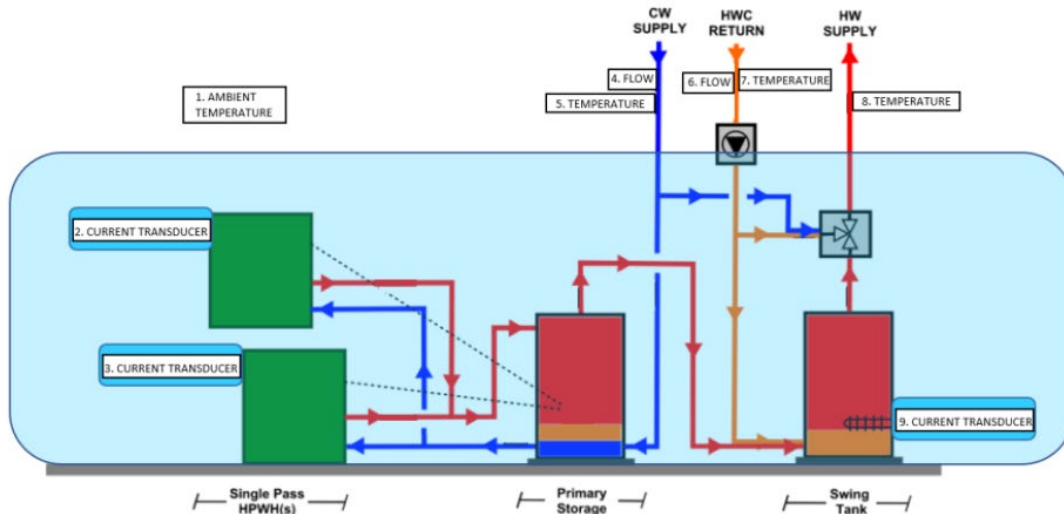 CW
SUPPLY
HWC
RETURN
HW
SUPPLY
1. AMBIENT
TEMPERATURE
4. FLOW
5. TEMPERATURE
6. FLOW
7. TEMPERATURE
8. TEMPERATURE
2. CURRENT TRANSDUCER
3. CURRENT TRANSDUCER
9. CURRENT TRANSDUCER
Single Pass
HPWH(s)
Primary
Storage
Swing
Tank